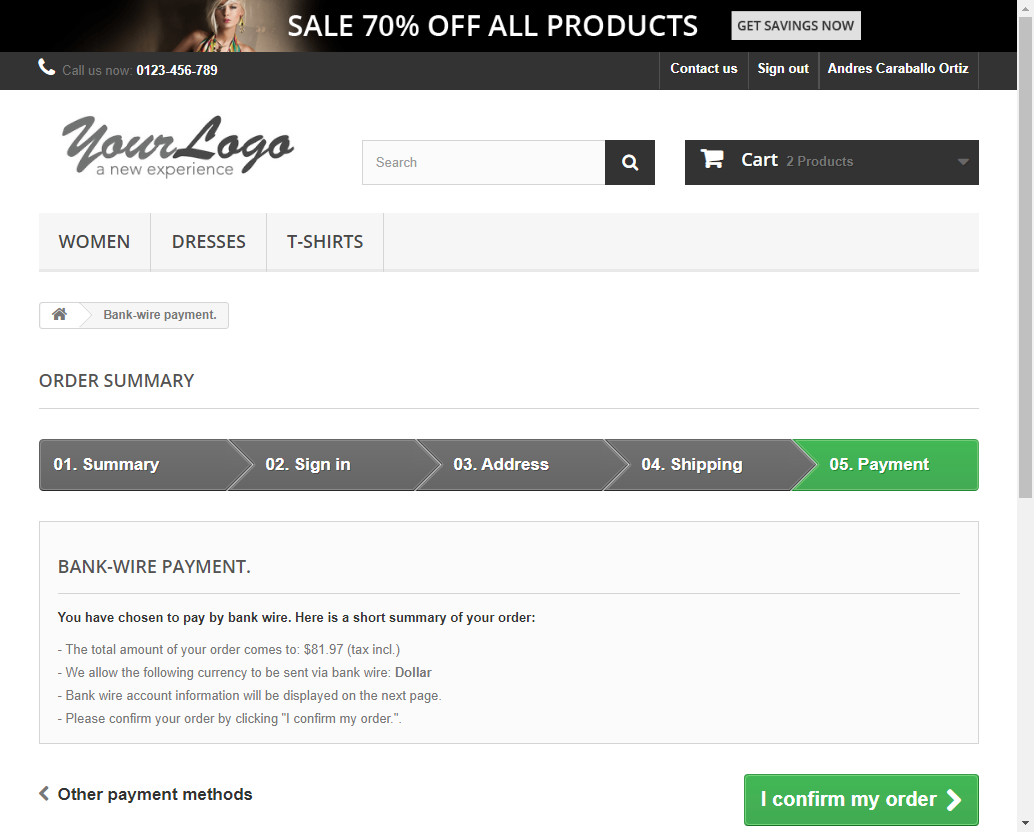 SALE 70% OFF ALL PRODUCTS GET SAVINGS NOW
Call us now: 0123-456-789 Contact us Sign out Andres Caraballo Ortiz
YourLogo
a new experience
Search Cart 2 Products
WOMEN DRESSES T-SHIRTS
Bank-wire payment.
ORDER SUMMARY
01. Summary 02. Sign in 03. Address 04. Shipping 05. Payment
BANK-WIRE PAYMENT.
You have chosen to pay by bank wire. Here is a short summary of your order:
- The total amount of your order comes to: $81.97 (tax incl.)
- We allow the following currency to be sent via bank wire: Dollar
- Bank wire account information will be displayed on the next page.
- Please confirm your order by clicking "I confirm my order.".
Other payment methods I confirm my order